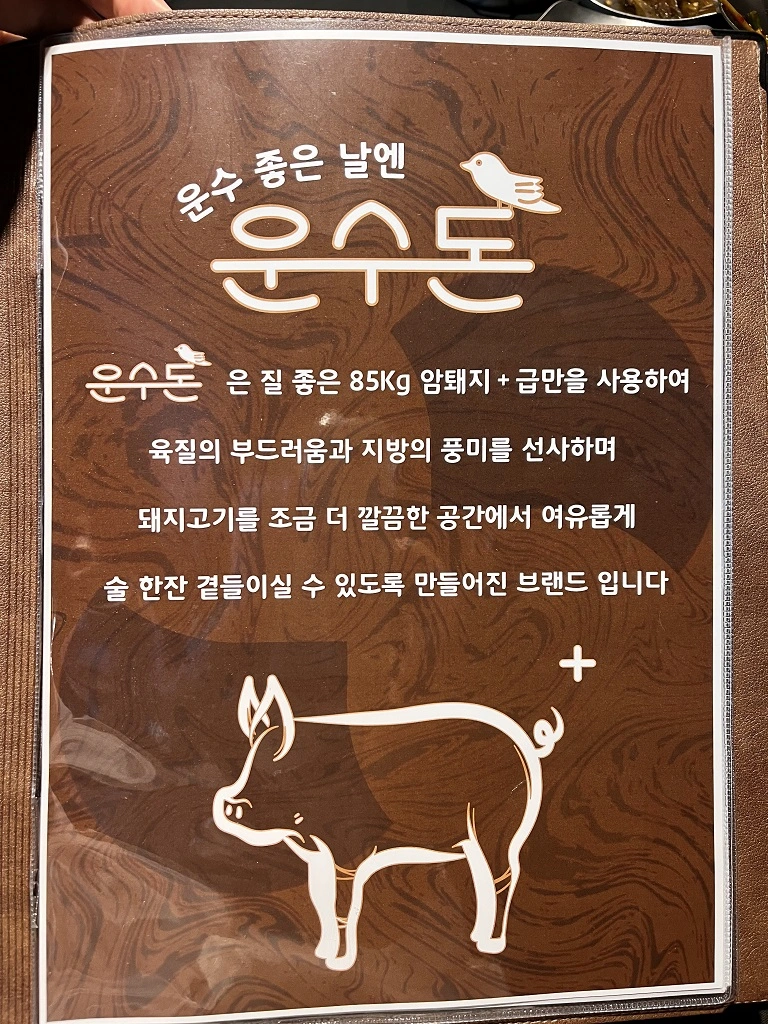 운수 좋은 날엔
운수돈
운수돈 은 질 좋은 85Kg 암태지 + 급만을 사용하여
육질의 부드러움과 지방의 풍미를 선사하며
돼지고기를 조금 더 깔끔한 공간에서 여유롭게
술 한잔 곁들이실 수 있도록 만들어진 브랜드 입니다
+